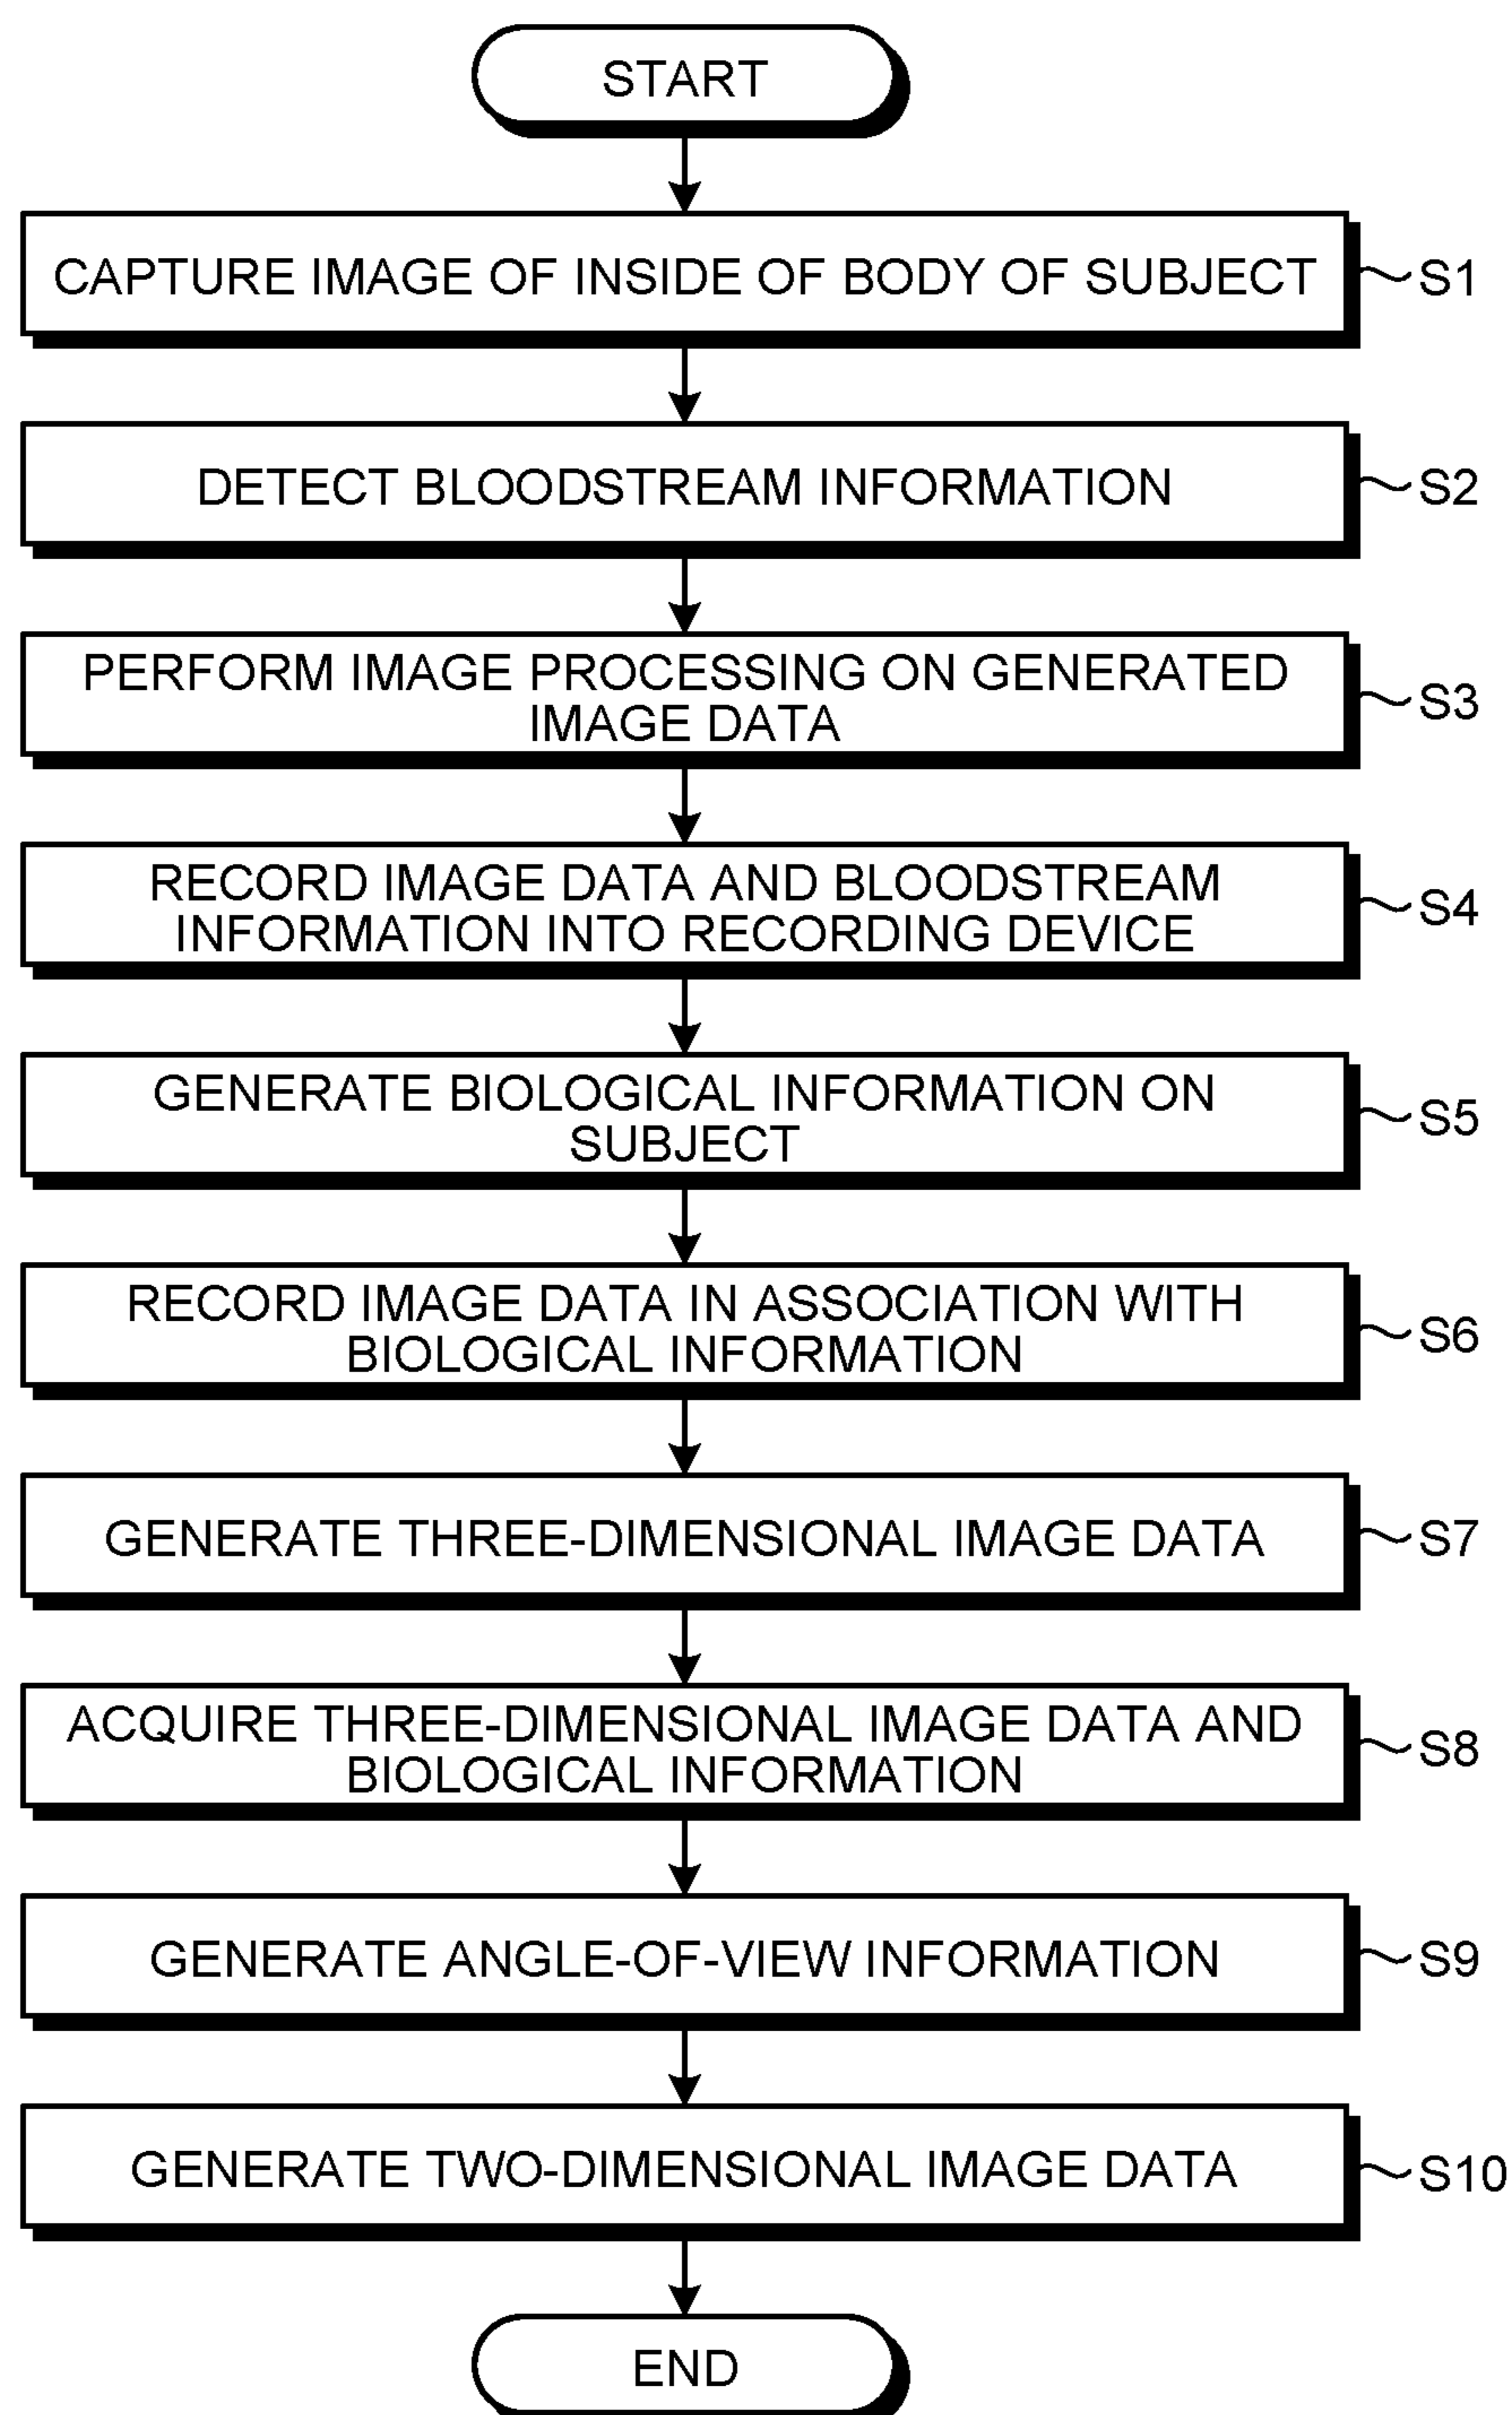 START
CAPTURE IMAGE OF INSIDE OF BODY OF SUBJECT
S1
DETECT BLOODSTREAM INFORMATION
S2
PERFORM IMAGE PROCESSING ON GENERATED
IMAGE DATA
S3
RECORD IMAGE DATA AND BLOODSTREAM
INFORMATION INTO RECORDING DEVICE
S4
GENERATE BIOLOGICAL INFORMATION ON
SUBJECT
S5
RECORD IMAGE DATA IN ASSOCIATION WITH
BIOLOGICAL INFORMATION
S6
GENERATE THREE-DIMENSIONAL IMAGE DATA
S7
ACQUIRE THREE-DIMENSIONAL IMAGE DATA AND
BIOLOGICAL INFORMATION
S8
GENERATE ANGLE-OF-VIEW INFORMATION
S9
GENERATE TWO-DIMENSIONAL IMAGE DATA
S10
END